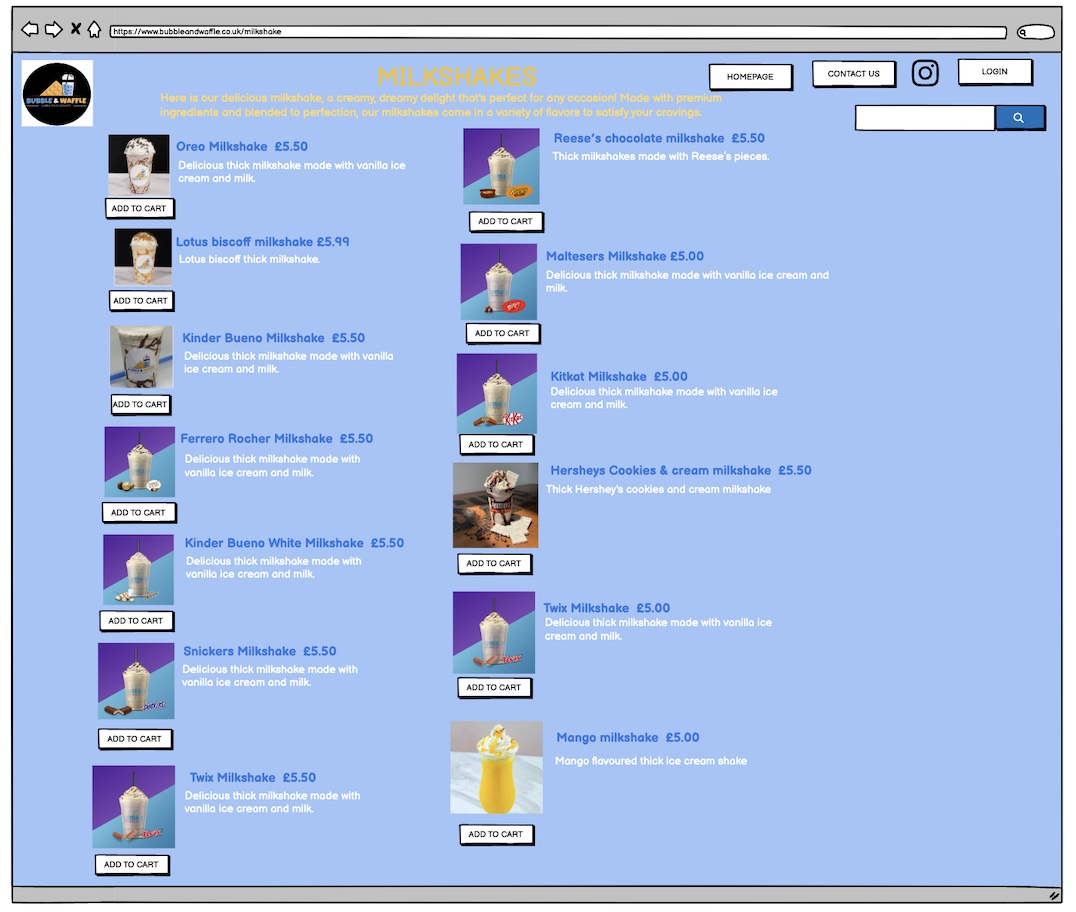 https://www.bubbleandwaffle.co.uk/milkshake
BUBBLE & WAFFLE
MILKSHAKES
HOMEPAGE
CONTACT US
LOGIN
Here is our delicious milkshake, a creamy, dreamy delight that's perfect for any occasion! Made with premium
ingredients and blended to perfection, our milkshakes come in a variety of flavors to satisfy your cravings.
Oreo Milkshake £5.50
Delicious thick milkshake made with vanilla ice
cream and milk.
ADD TO CART
Lotus biscoff milkshake £5.99
Lotus biscoff thick milkshake.
ADD TO CART
Kinder Bueno Milkshake £5.50
Delicious thick milkshake made with vanilla
ice cream and milk.
ADD TO CART
Ferrero Rocher Milkshake £5.50
Delicious thick milkshake made with
vanilla ice cream and milk.
ADD TO CART
Kinder Bueno White Milkshake £5.50
Delicious thick milkshake made with
vanilla ice cream and milk.
ADD TO CART
Snickers Milkshake £5.50
Delicious thick milkshake made with
vanilla ice cream and milk.
ADD TO CART
Twix Milkshake £5.50
Delicious thick milkshake made with
vanilla ice cream and milk.
ADD TO CART
Reese's chocolate milkshake £5.50
Thick milkshakes made with Reese's pieces.
ADD TO CART
Maltesers Milkshake £5.00
Delicious thick milkshake made with vanilla ice cream and
milk.
ADD TO CART
Kitkat Milkshake £5.00
Delicious thick milkshake made with vanilla ice
cream and milk.
KitKat
ADD TO CART
Hersheys Cookies & cream milkshake £5.50
Thick Hershey's cookies and cream milkshake
ADD TO CART
Twix Milkshake £5.00
Delicious thick milkshake made with vanilla ice
cream and milk.
ADD TO CART
Mango milkshake £5.00
Mango flavoured thick ice cream shake
ADD TO CART